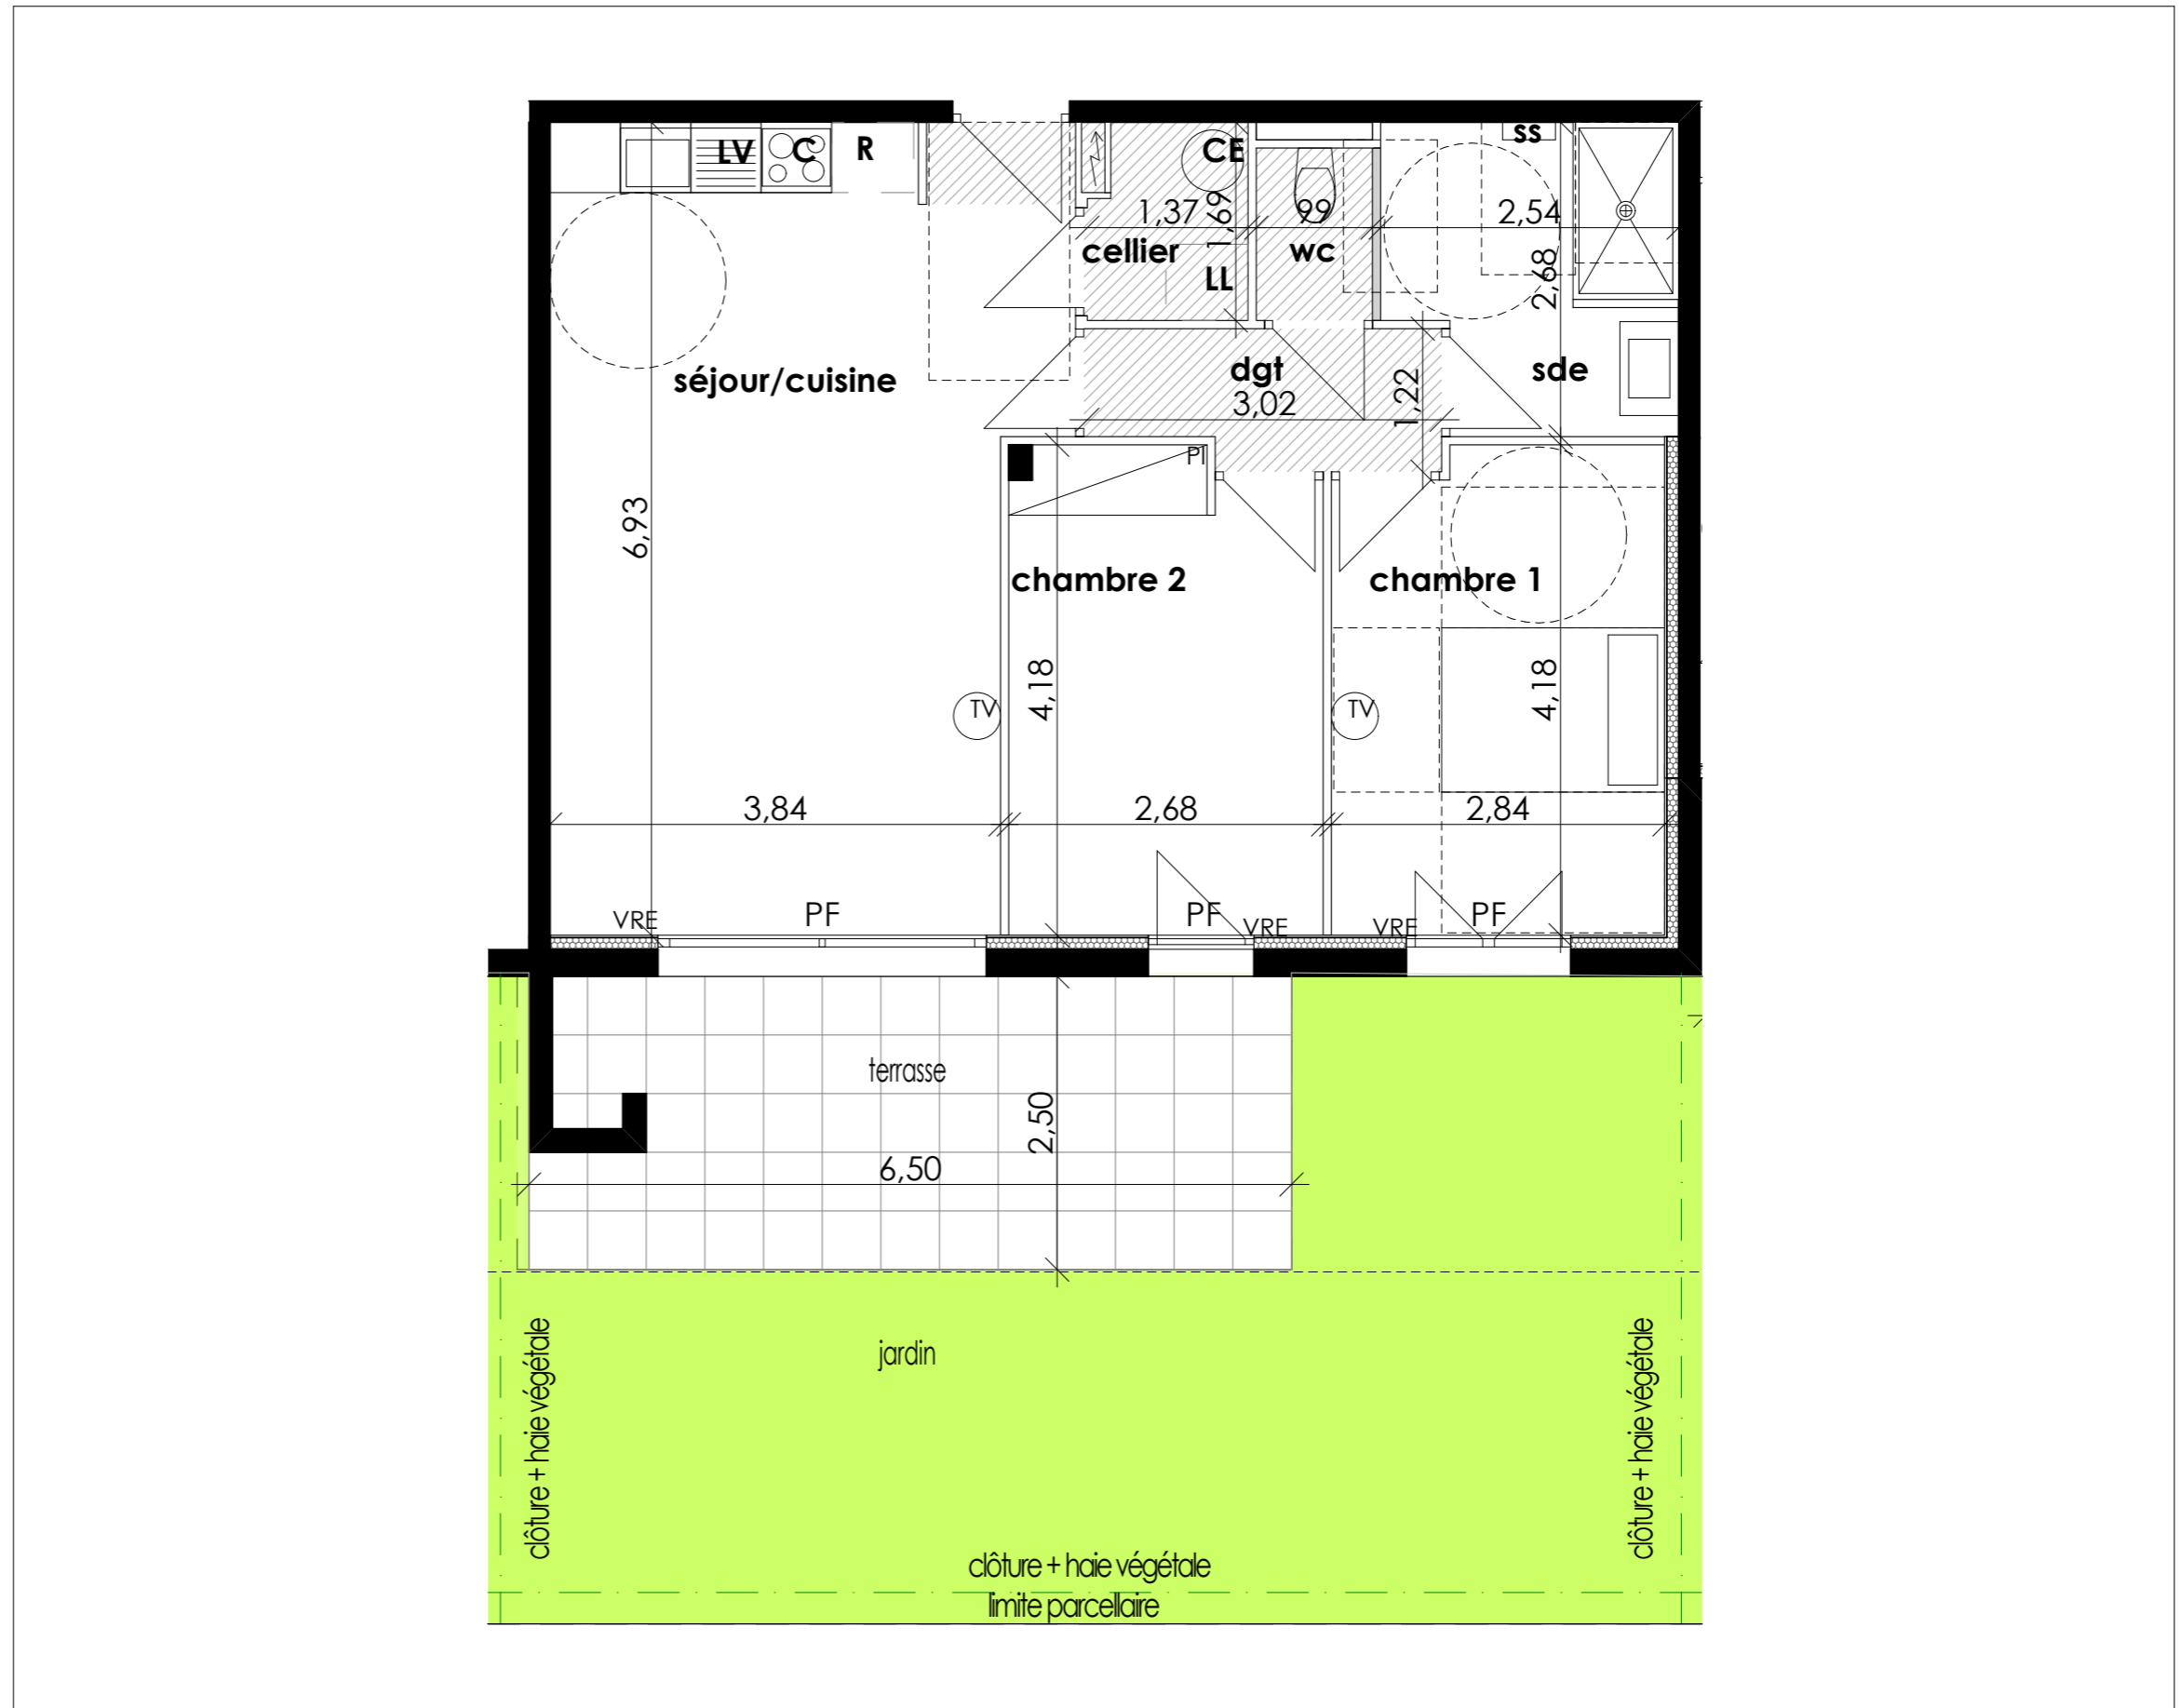 ss
LV C R
CE
1,37
1,69
99
2,54
cellier
wc
LL
2,68
séjour/cuisine
dgt
sde
3,02
1,22
Pl
6,93
chambre 2
chambre 1
4,18
4,18
TV
TV
3,84
2,68
2,84
VRE
PF
PF
VRE
VRE
PF
terrasse
2,50
6,50
jardin
clôture + haie végétale
clôture + haie végétale
clôture + haie végétale
limite parcellaire